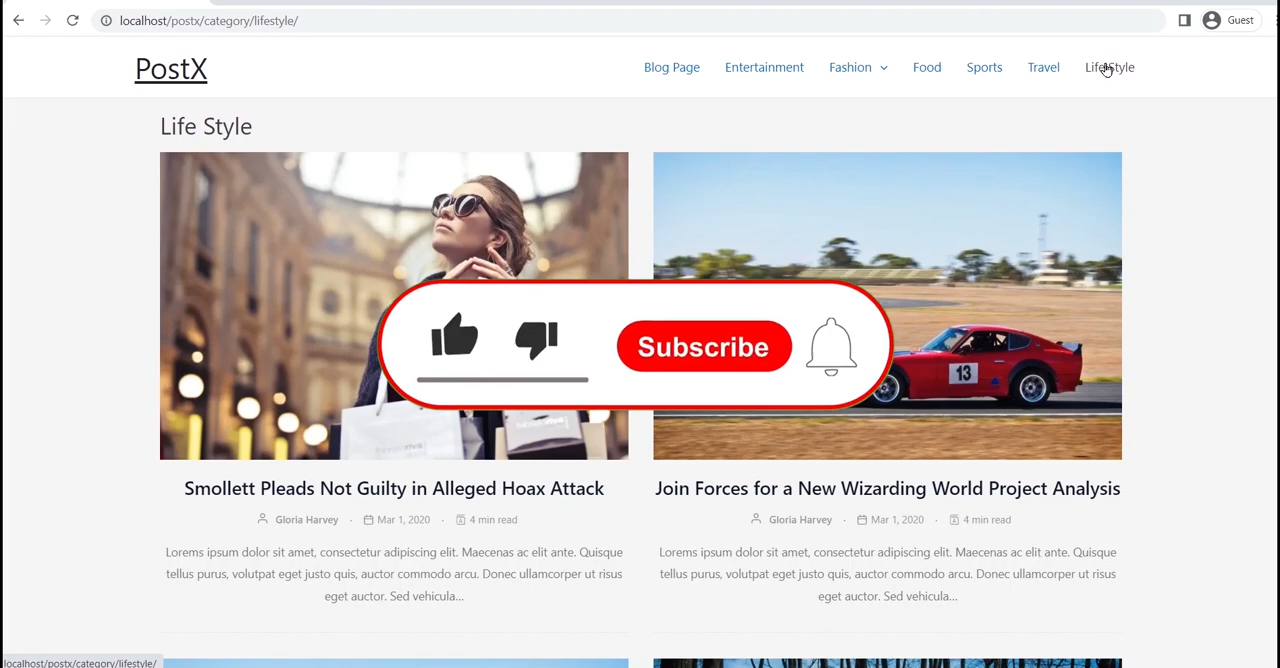 localhost/postx/category/lifestyle/
Guest
PostX
Blog Page
Entertainment
Fashion
Food
Sports
Travel
Life Style
Life Style
13
Subscribe
Smollett Pleads Not Guilty in Alleged Hoax Attack
Gloria Harvey · Mar 1, 2020 · 4 min read
Lorems ipsum dolor sit amet, consectetur adipiscing elit. Maecenas ac elit ante. Quisque
tellus purus, volutpat eget justo quis, auctor commodo arcu. Donec ullamcorper ut risus
eget auctor. Sed vehicula...
Join Forces for a New Wizarding World Project Analysis
Gloria Harvey · Mar 1, 2020 · 4 min read
Lorems ipsum dolor sit amet, consectetur adipiscing elit. Maecenas ac elit ante. Quisque
tellus purus, volutpat eget justo quis, auctor commodo arcu. Donec ullamcorper ut risus
eget auctor. Sed vehicula...
localhost/postx/category/lifestyle/